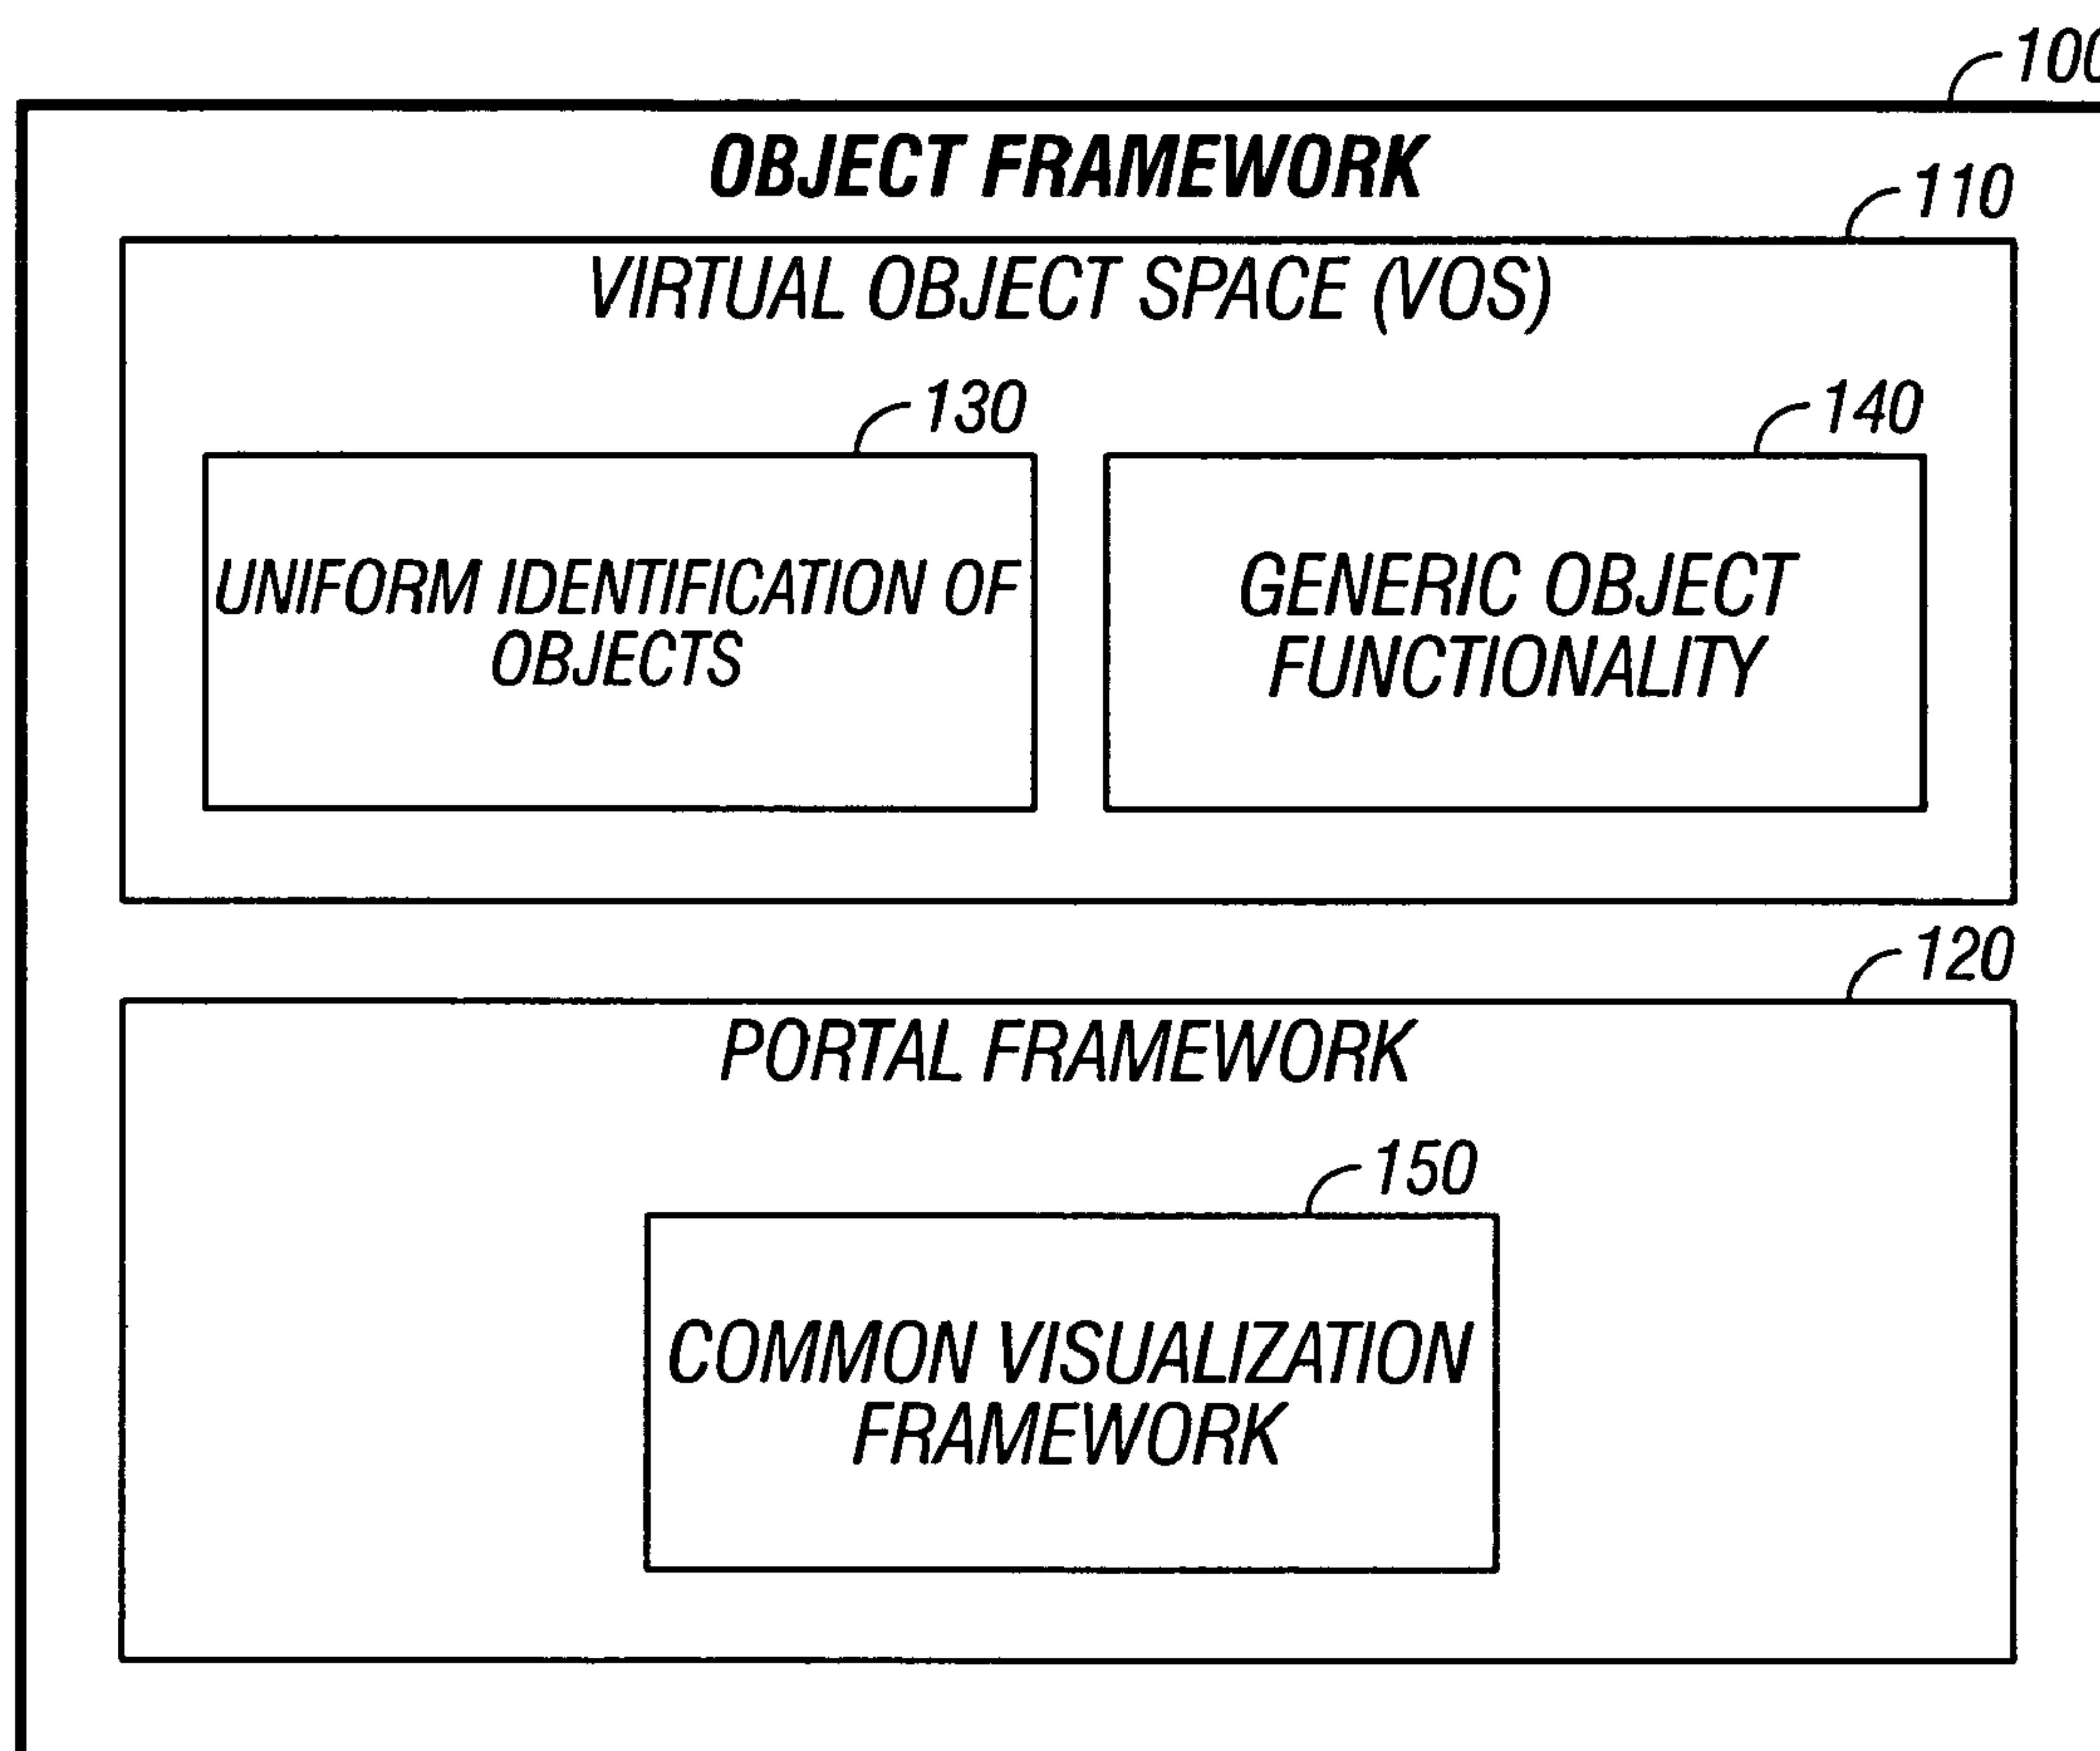 100
OBJECT FRAMEWORK
110
VIRTUAL OBJECT SPACE (VOS)
130
140
UNIFORM IDENTIFICATION OF
OBJECTS
GENERIC OBJECT
FUNCTIONALITY
120
PORTAL FRAMEWORK
150
COMMON VISUALIZATION
FRAMEWORK